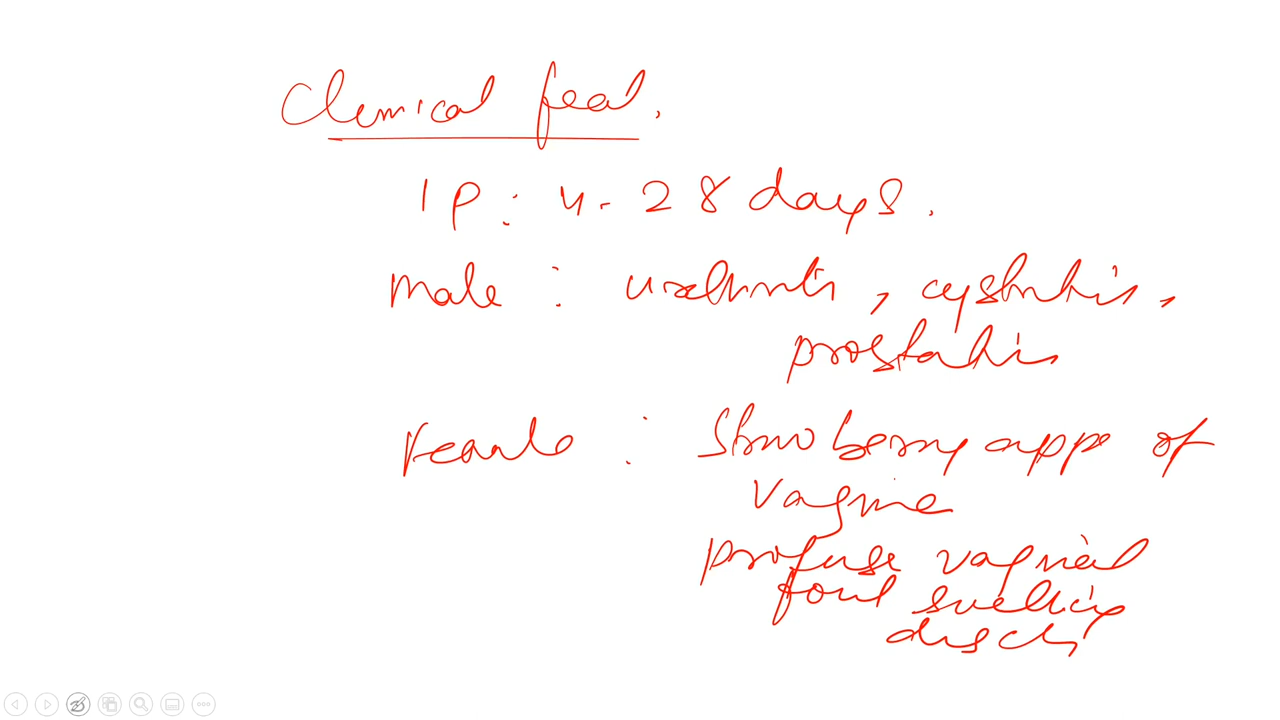 Clinical feat.
IP : 4-28 days.
Male : urethritis, cystitis,
prostatitis
Female : Strawberry app of
vagina
profuse vaginal
foul smelling
disch